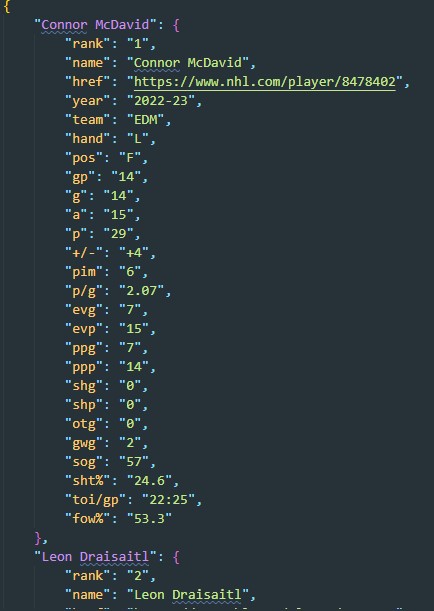 {
"Connor McDavid": {
"rank": "1",
"name": "Connor McDavid",
"href": "https://www.nhl.com/player/8478402",
"year": "2022-23",
"team": "EDM",
"hand": "L",
"pos": "F",
"gp": "14",
"g": "14",
"a": "15",
"p": "29",
"+/-": "+4",
"pim": "6",
"p/g": "2.07",
"evg": "7",
"evp": "15",
"ppg": "7",
"ppp": "14",
"shg": "0",
"shp": "0",
"otg": "0",
"gwg": "2",
"sog": "57",
"sht%": "24.6",
"toi/gp": "22:25",
"fow%": "53.3"
},
"Leon Draisaitl": {
"rank": "2",
"name": "Leon Draisaitl",